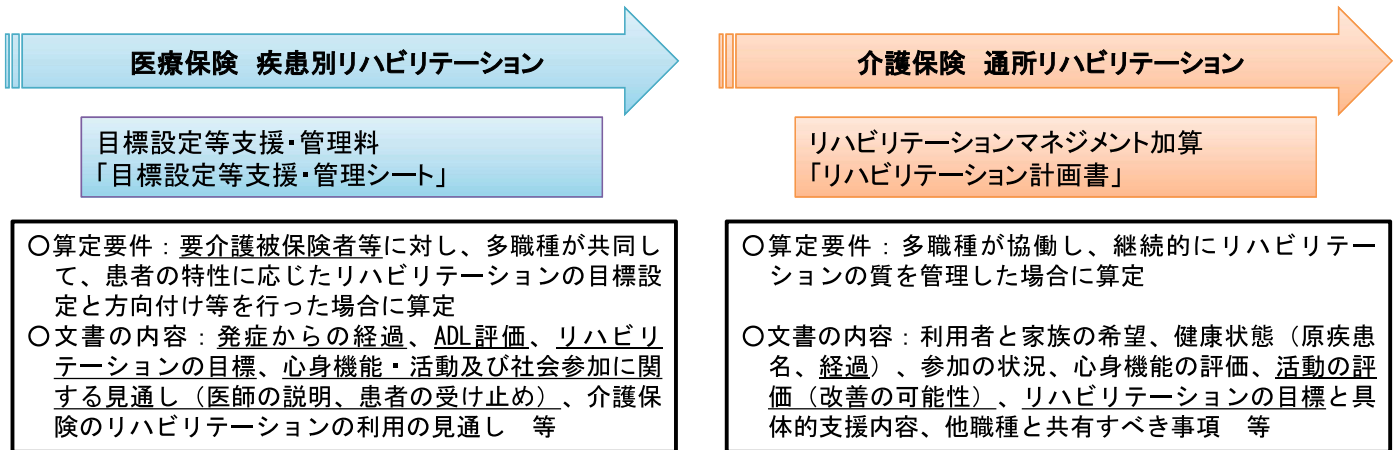 医療保険 疾患別リハビリテーション
目標設定等支援・管理料
「目標設定等支援・管理シート」
○算定要件：要介護被保険者等に対し、多職種が共同し
て、患者の特性に応じたリハビリテーションの目標設
定と方向付け等を行った場合に算定
○文書の内容：発症からの経過、ADL評価、リハビリ
テーションの目標、心身機能・活動及び社会参加に関
する見通し（医師の説明、患者の受け止め）、介護保
険のリハビリテーションの利用の見通し 等
介護保険 通所リハビリテーション
リハビリテーションマネジメント加算
「リハビリテーション計画書」
○算定要件：多職種が協働し、継続的にリハビリテー
ションの質を管理した場合に算定
○文書の内容：利用者と家族の希望、健康状態（原疾患
名、経過）、参加の状況、心身機能の評価、活動の評
価（改善の可能性）、リハビリテーションの目標と具
体的支援内容、他職種と共有すべき事項 等